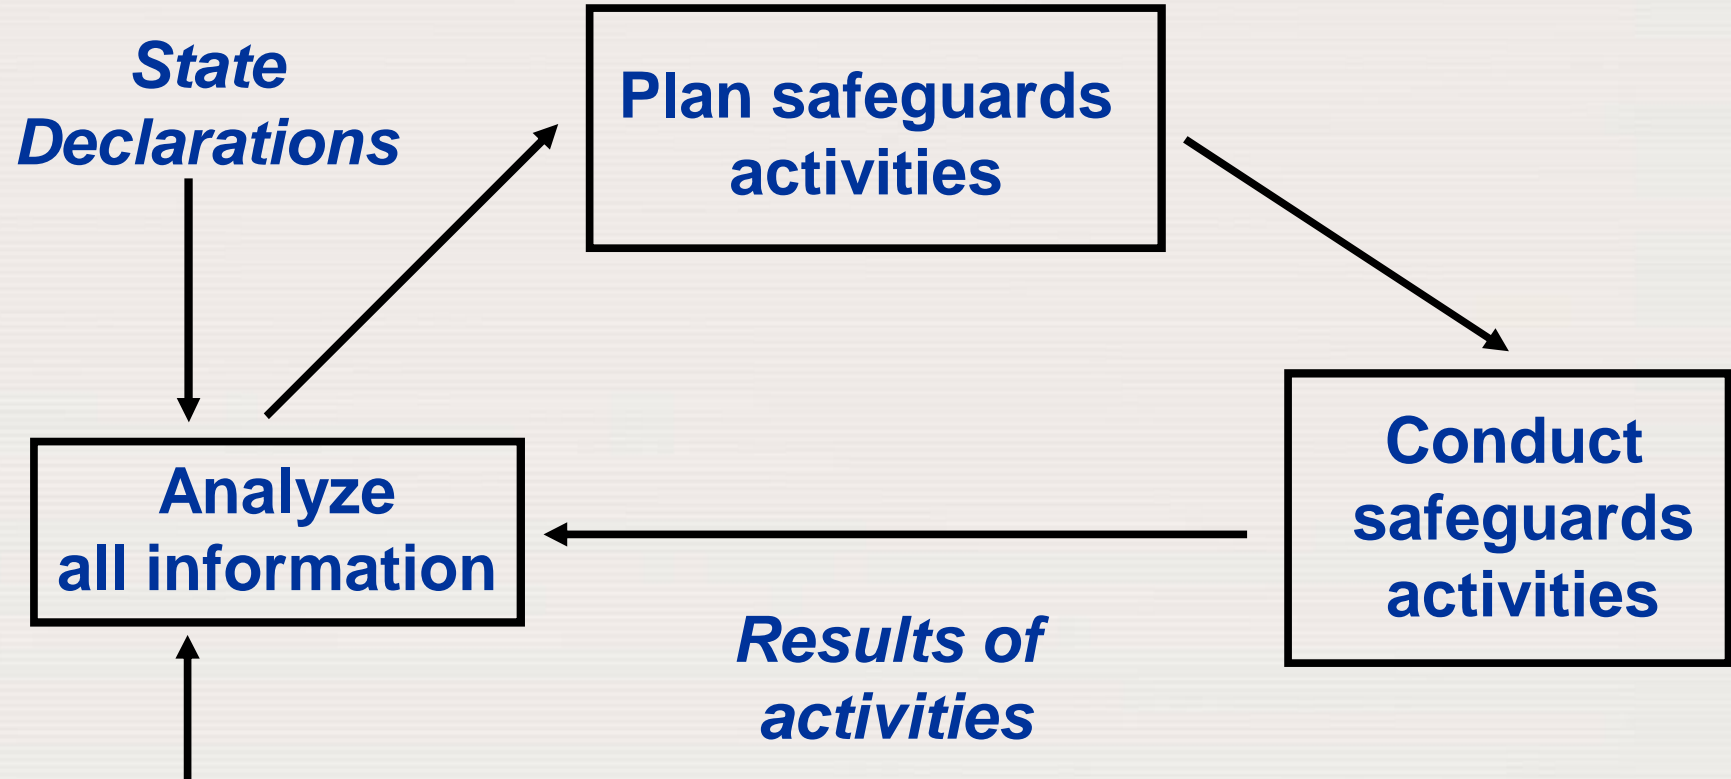 State
Declarations
Plan safeguards
activities
Analyze
all information
Conduct
safeguards
activities
Results of
activities